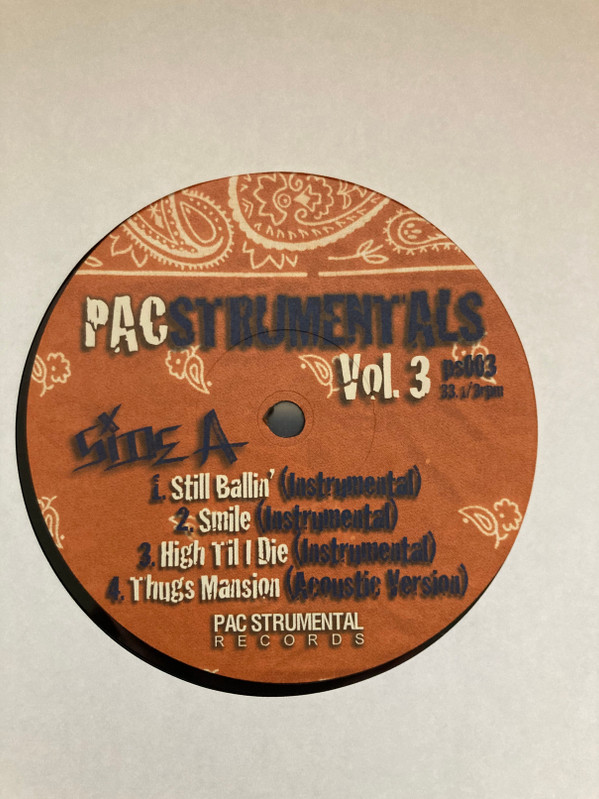 PACSTRUMENTALS
Vol. 3 ps003
33.1/3rpm
Side A
1. Still Ballin' (Instrumental)
2. Smile (Instrumental)
3. High Til I Die (Instrumental)
4. Thugs Mansion (Acoustic Version)
PAC STRUMENTAL
RECORDS